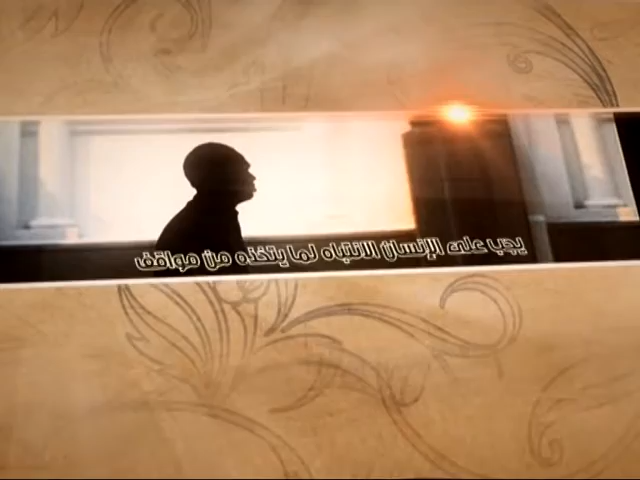 يجب على الإنسان الانتباه لما يتخذه من مواقف